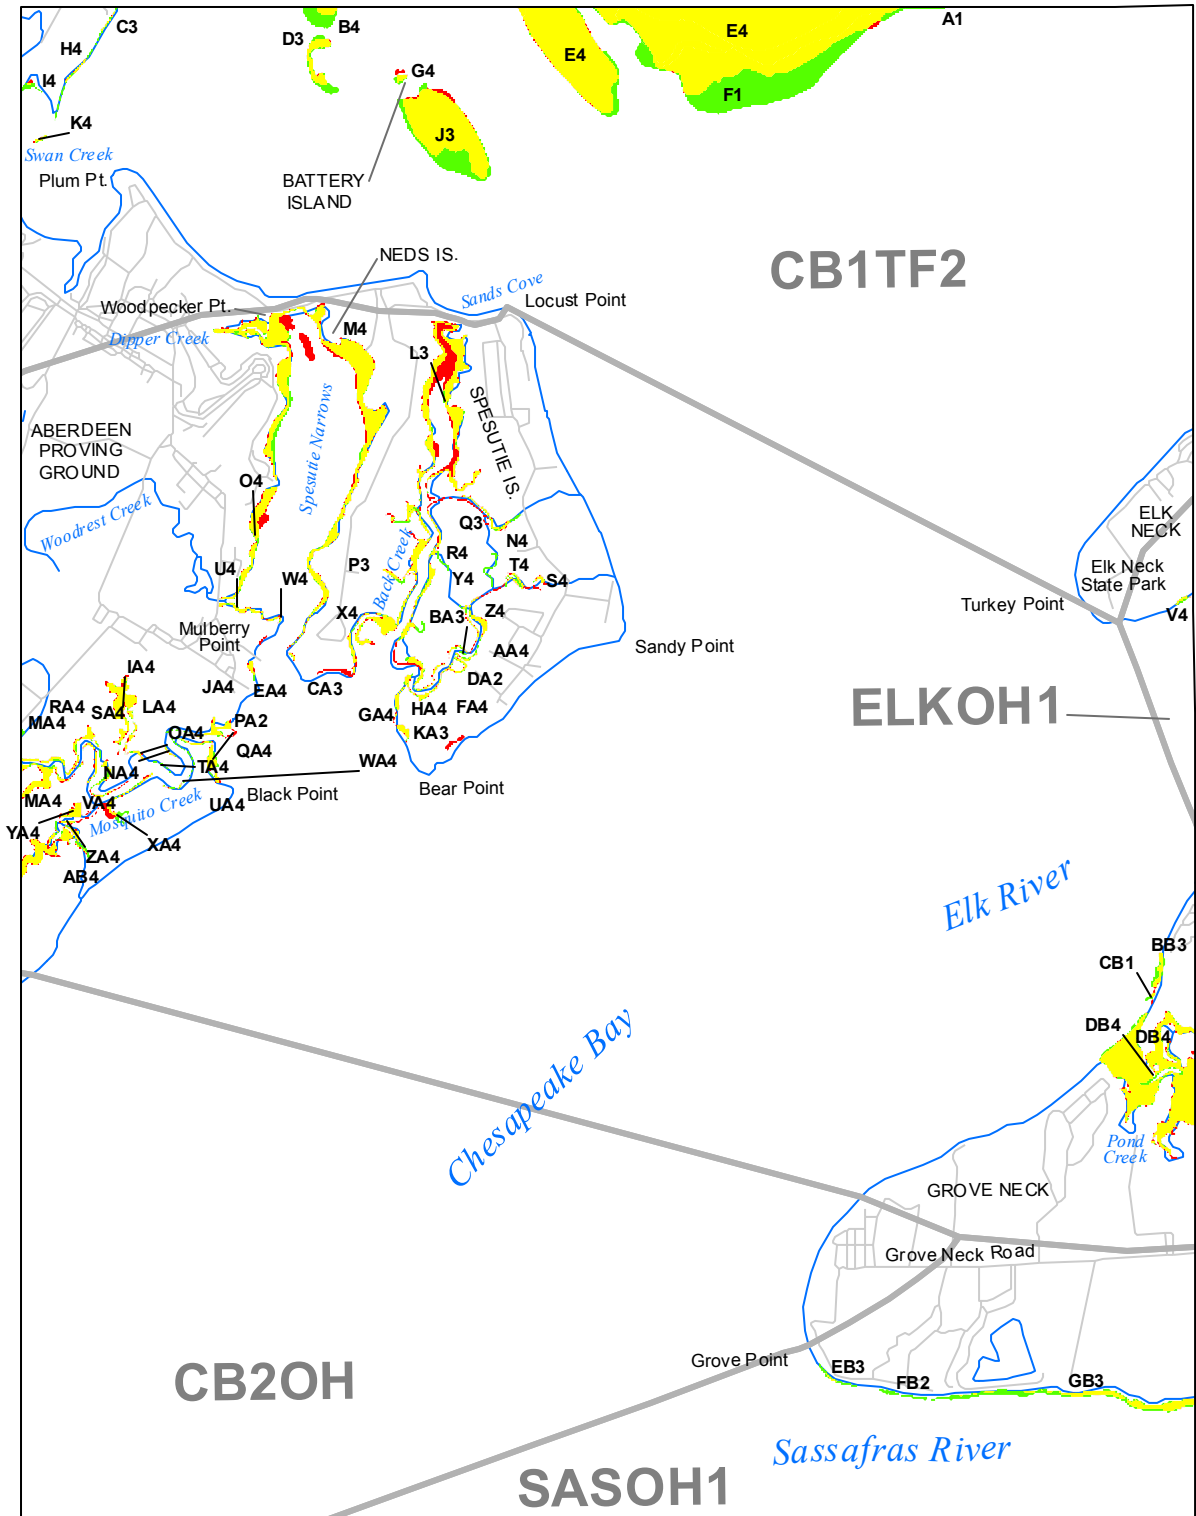 C3
A1
B4
D3
H4
E4
E4
G4
I4
F1
K4
J3
Swan Creek
Plum Pt.
BATTERY
ISLAND
NEDS IS.
CB1TF2
Sands Cove
Locust Point
Woodpecker Pt.
Dipper Creek
M4
L3
SPESUTIE IS.
Spesutie Narrows
ABERDEEN
PROVING
GROUND
O4
Woodrest Creek
Q3
N4
ELK
NECK
R4
P3
T4
Elk Neck
State Park
U4
W4
Y4
S4
Back Creek
Turkey Point
V4
X4
BA3
Z4
Mulberry
Point
AA4
Sandy Point
IA4
JA4
EA4
CA3
DA2
RA4
SA4
LA4
HA4
FA4
GA4
MA4
PA2
ELKOH1
OA4
KA3
QA4
WA4
NA4
TA4
Bear Point
Black Point
MA4
VA4
UA4
Mosquito Creek
YA4
XA4
ZA4
AB4
Elk River
BB3
CB1
DB4
DB4
Chesapeake Bay
Pond
Creek
GROVE NECK
Grove Neck Road
Grove Point
EB3
FB2
GB3
CB2OH
Sassafras River
SASOH1